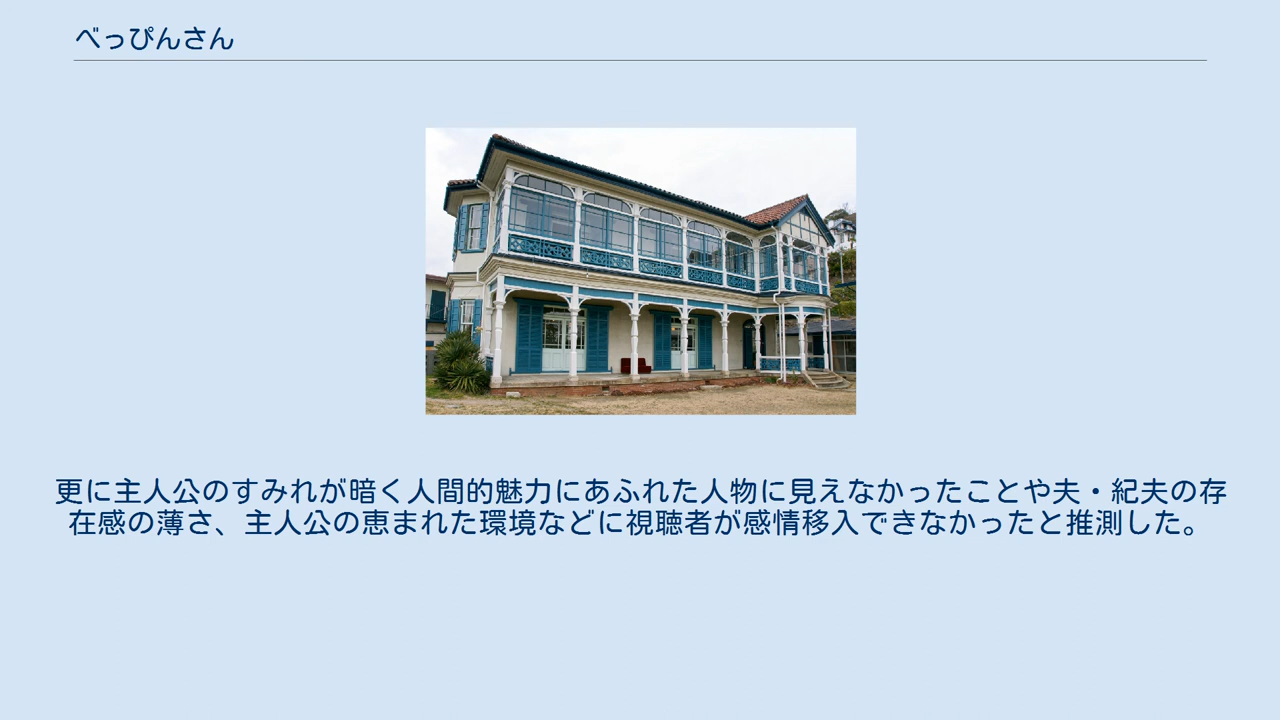 べっぴんさん
更に主人公のすみれが暗く人間的魅力にあふれた人物に見えなかったことや夫・紀夫の存
在感の薄さ、主人公の恵まれた環境などに視聴者が感情移入できなかったと推測した。